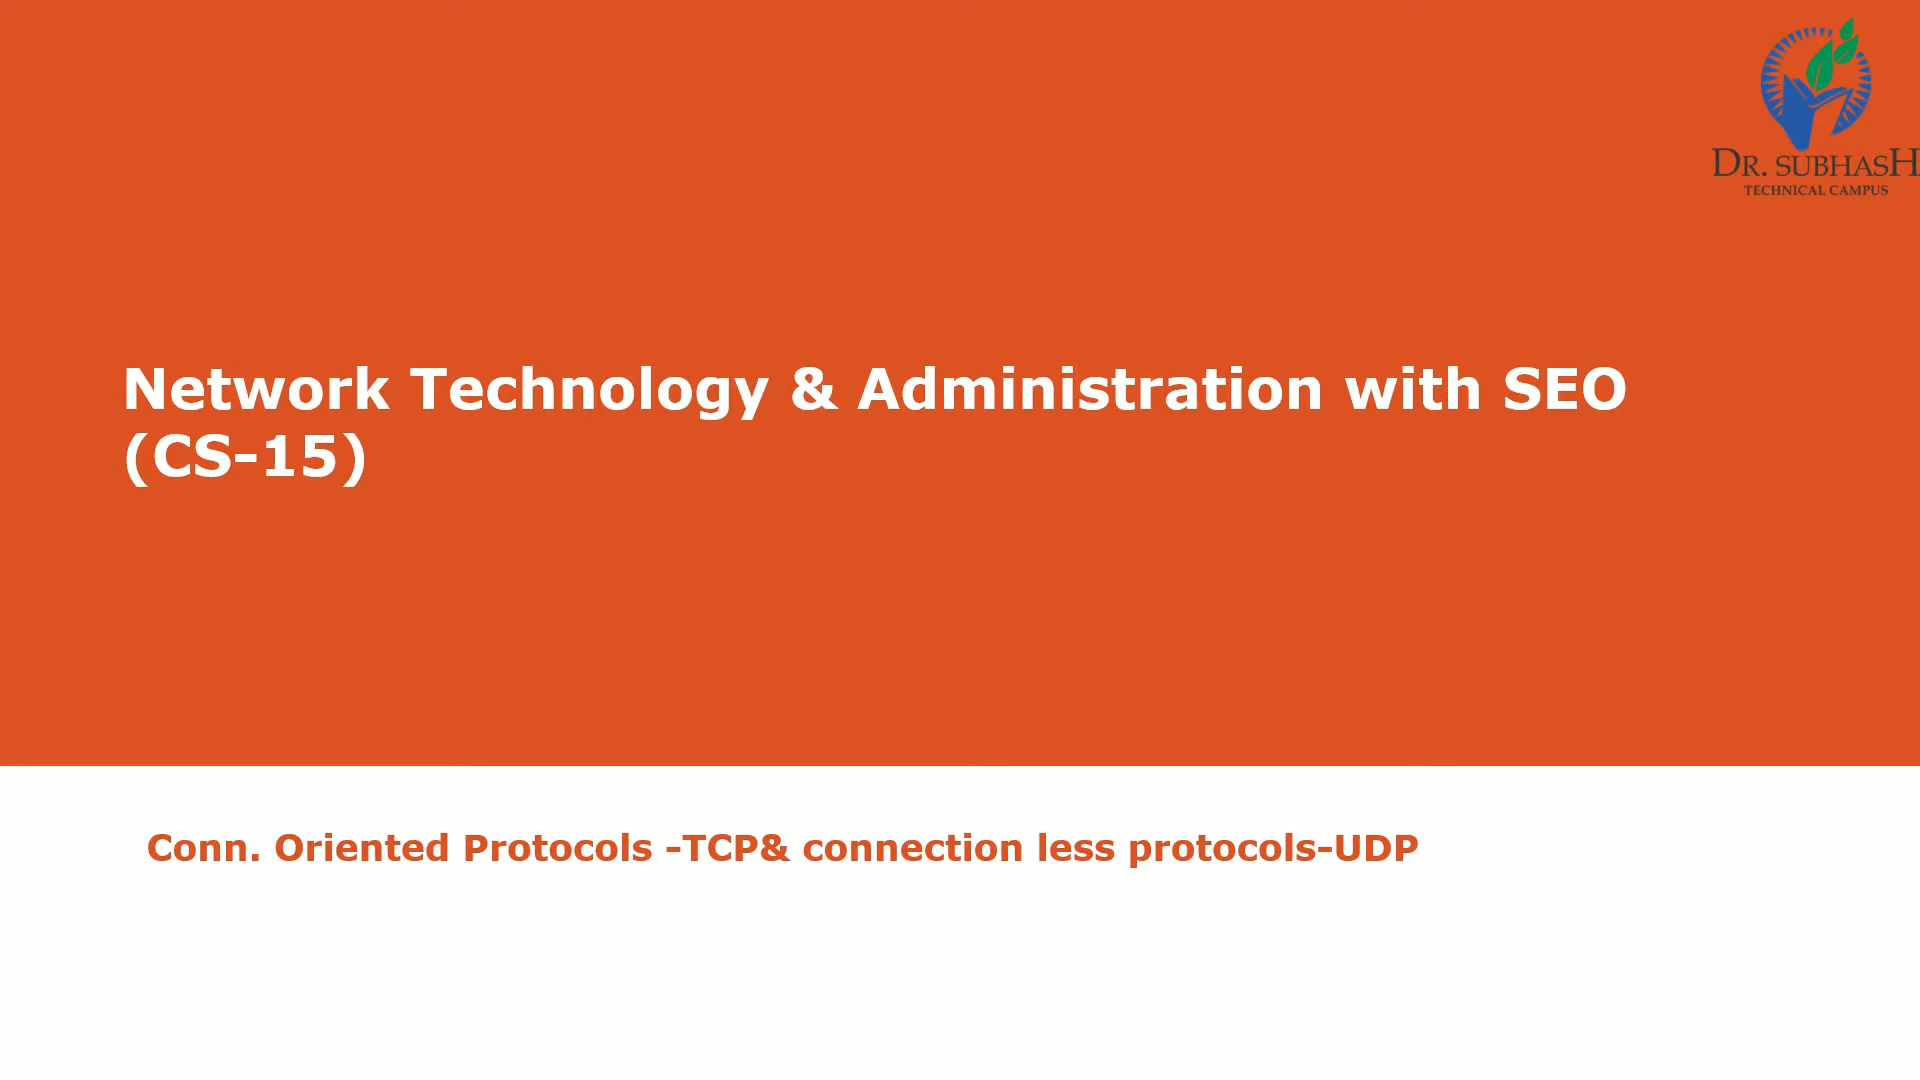 DR. SUBHASH
TECHNICAL CAMPUS
Network Technology & Administration with SEO
(CS-15)
Conn. Oriented Protocols -TCP& connection less protocols-UDP